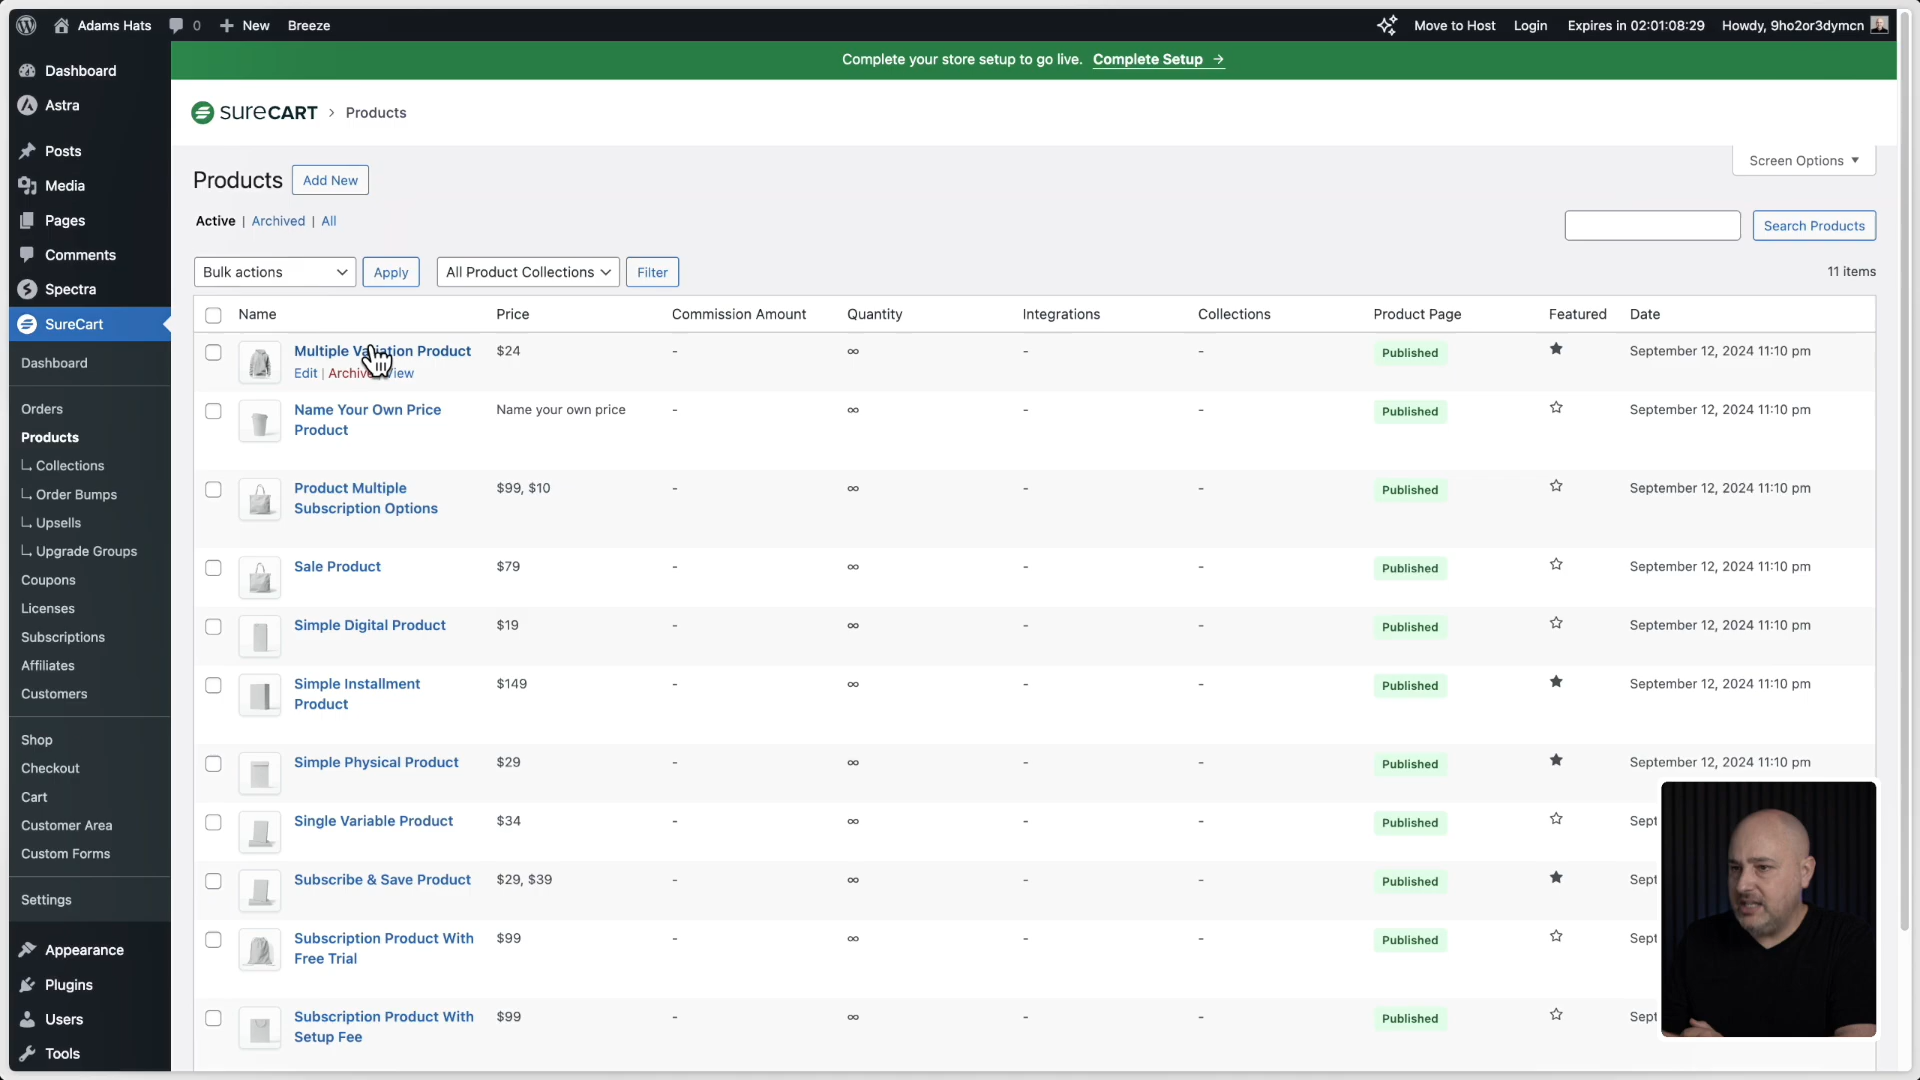 Adams Hats
0
New
Breeze
Move to Host
Login
Expires in 02:01:08:29
Howdy, 9ho2or3dymcn
Complete your store setup to go live. Complete Setup →
Dashboard
Astra
Posts
Media
Pages
Comments
Spectra
SureCart
Dashboard
Orders
Products
Collections
Order Bumps
Upsells
Upgrade Groups
Coupons
Licenses
Subscriptions
Affiliates
Customers
Shop
Checkout
Cart
Customer Area
Custom Forms
Settings
Appearance
Plugins
Users
Tools
SURECART > Products
Screen Options
Products Add New
Active | Archived | All
Search Products
Bulk actions Apply All Product Collections Filter 11 items
Name Price Commission Amount Quantity Integrations Collections Product Page Featured Date
Multiple Variation Product $24 - ∞ - - Published September 12, 2024 11:10 pm
Edit | Archive
Name Your Own Price Name your own price - ∞ - - Published September 12, 2024 11:10 pm
Product
Product Multiple $99, $10 - ∞ - - Published September 12, 2024 11:10 pm
Subscription Options
Sale Product $79 - ∞ - - Published September 12, 2024 11:10 pm
Simple Digital Product $19 - ∞ - - Published September 12, 2024 11:10 pm
Simple Installment $149 - ∞ - - Published September 12, 2024 11:10 pm
Product
Simple Physical Product $29 - ∞ - - Published September 12, 2024 11:10 pm
Single Variable Product $34 - ∞ - - Published Sept
Subscribe & Save Product $29, $39 - ∞ - - Published Sept
Subscription Product With $99 - ∞ - - Published Sept
Free Trial
Subscription Product With $99 - ∞ - - Published Sept
Setup Fee